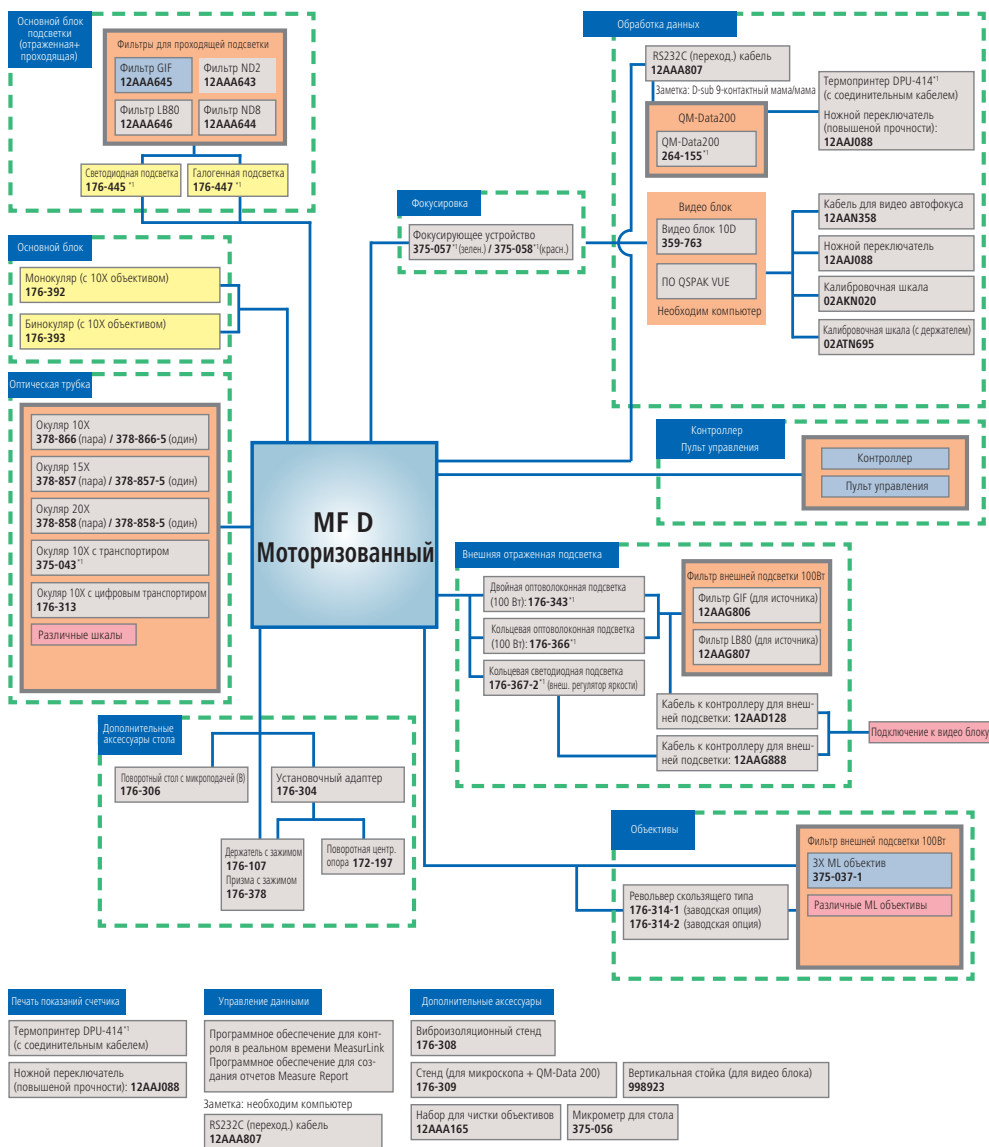 Основной блок
подсветки
(отраженная+
проходящая)
Фильтры для проходящей подсветки
Фильтр GIF
12AAA645
Фильтр ND2
12AAA643
Фильтр LB80
12AAA646
Фильтр ND8
12AAA644
Светодиодная подсветка
176-445 *1
Галогенная подсветка
176-447 *1
Основной блок
Монокуляр (с 10X объективом)
176-392
Бинокуляр (с 10X объективом)
176-393
Оптическая трубка
Окуляр 10X
378-866 (пара) / 378-866-5 (один)
Окуляр 15X
378-857 (пара) / 378-857-5 (один)
Окуляр 20X
378-858 (пара) / 378-858-5 (один)
Окуляр 10X с транспортиром
375-043*1
Окуляр 10X с цифровым транспортиром
176-313
Различные шкалы
Обработка данных
RS232C (переход.) кабель
12AAA807
Заметка: D-sub 9-контактный мама/мама
QM-Data200
QM-Data200
264-155*1
Термопринтер DPU-414*1
(с соединительным кабелем)
Ножной переключатель
(повышеной прочности):
12AAJ088
Фокусировка
Фокусирующее устройство
375-057*1 (зелен.) / 375-058*1(красн.)
Видео блок
Видео блок 10D
359-763
ПО QSPAK VUE
Необходим компьютер
Кабель для видео автофокуса
12AAN358
Ножной переключатель
12AAJ088
Калибровочная шкала
02AKN020
Калибровочная шкала (с держателем)
02ATN695
Контроллер
Пульт управления
Контроллер
Пульт управления
MF D
Моторизованный
Внешняя отраженная подсветка
Двойная оптоволоконная подсветка
(100 Вт): 176-343*1
Кольцевая оптоволоконная подсветка
(100 Вт): 176-366*1
Кольцевая светодиодная подсветка
176-367-2*1 (внеш. регулятор яркости)
Фильтр внешней подсветки 100Вт
Фильтр GIF (для источника)
12AAG806
Фильтр LB80 (для источника)
12AAG807
Кабель к контроллеру для внеш-
ней подсветки: 12AAD128
Кабель к контроллеру для внеш-
ней подсветки: 12AAG888
Подключение к видео блоку
Дополнительные
аксессуары стола
Поворотный стол с микроподачей (B)
176-306
Установочный адаптер
176-304
Держатель с зажимом
176-107
Призма с зажимом
176-378
Поворотная центр.
опора 172-197
Объективы
Фильтр внешней подсветки 100Вт
3X ML объектив
375-037-1
Различные ML объективы
Револьвер скользящего типа
176-314-1 (заводская опция)
176-314-2 (заводская опция)
Печать показаний счетчика
Термопринтер DPU-414*1
(с соединительным кабелем)
Ножной переключатель
(повышеной прочности): 12AAJ088
Управление данными
Программное обеспечение для конт-
роля в реальном времени MeasurLink
Программное обеспечение для соз-
дания отчетов Measure Report
Заметка: необходим компьютер
RS232C (переход.) кабель
12AAA807
Дополнительные аксессуары
Виброизоляционный стенд
176-308
Стенд (для микроскопа + QM-Data 200)
176-309
Вертикальная стойка (для видео блока)
998923
Набор для чистки объективов
12AAA165
Микрометр для стола
375-056